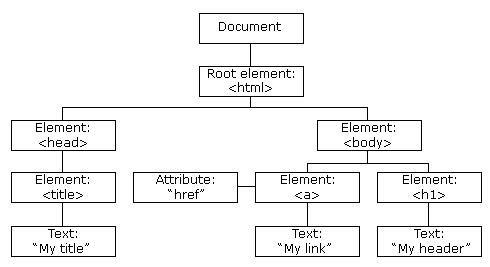 Document
Root element:
<html>
Element:
<head>
Element:
<body>
Element:
<title>
Attribute:
“href”
Element:
<a>
Element:
<h1>
Text:
“My title”
Text:
“My link”
Text:
“My header”